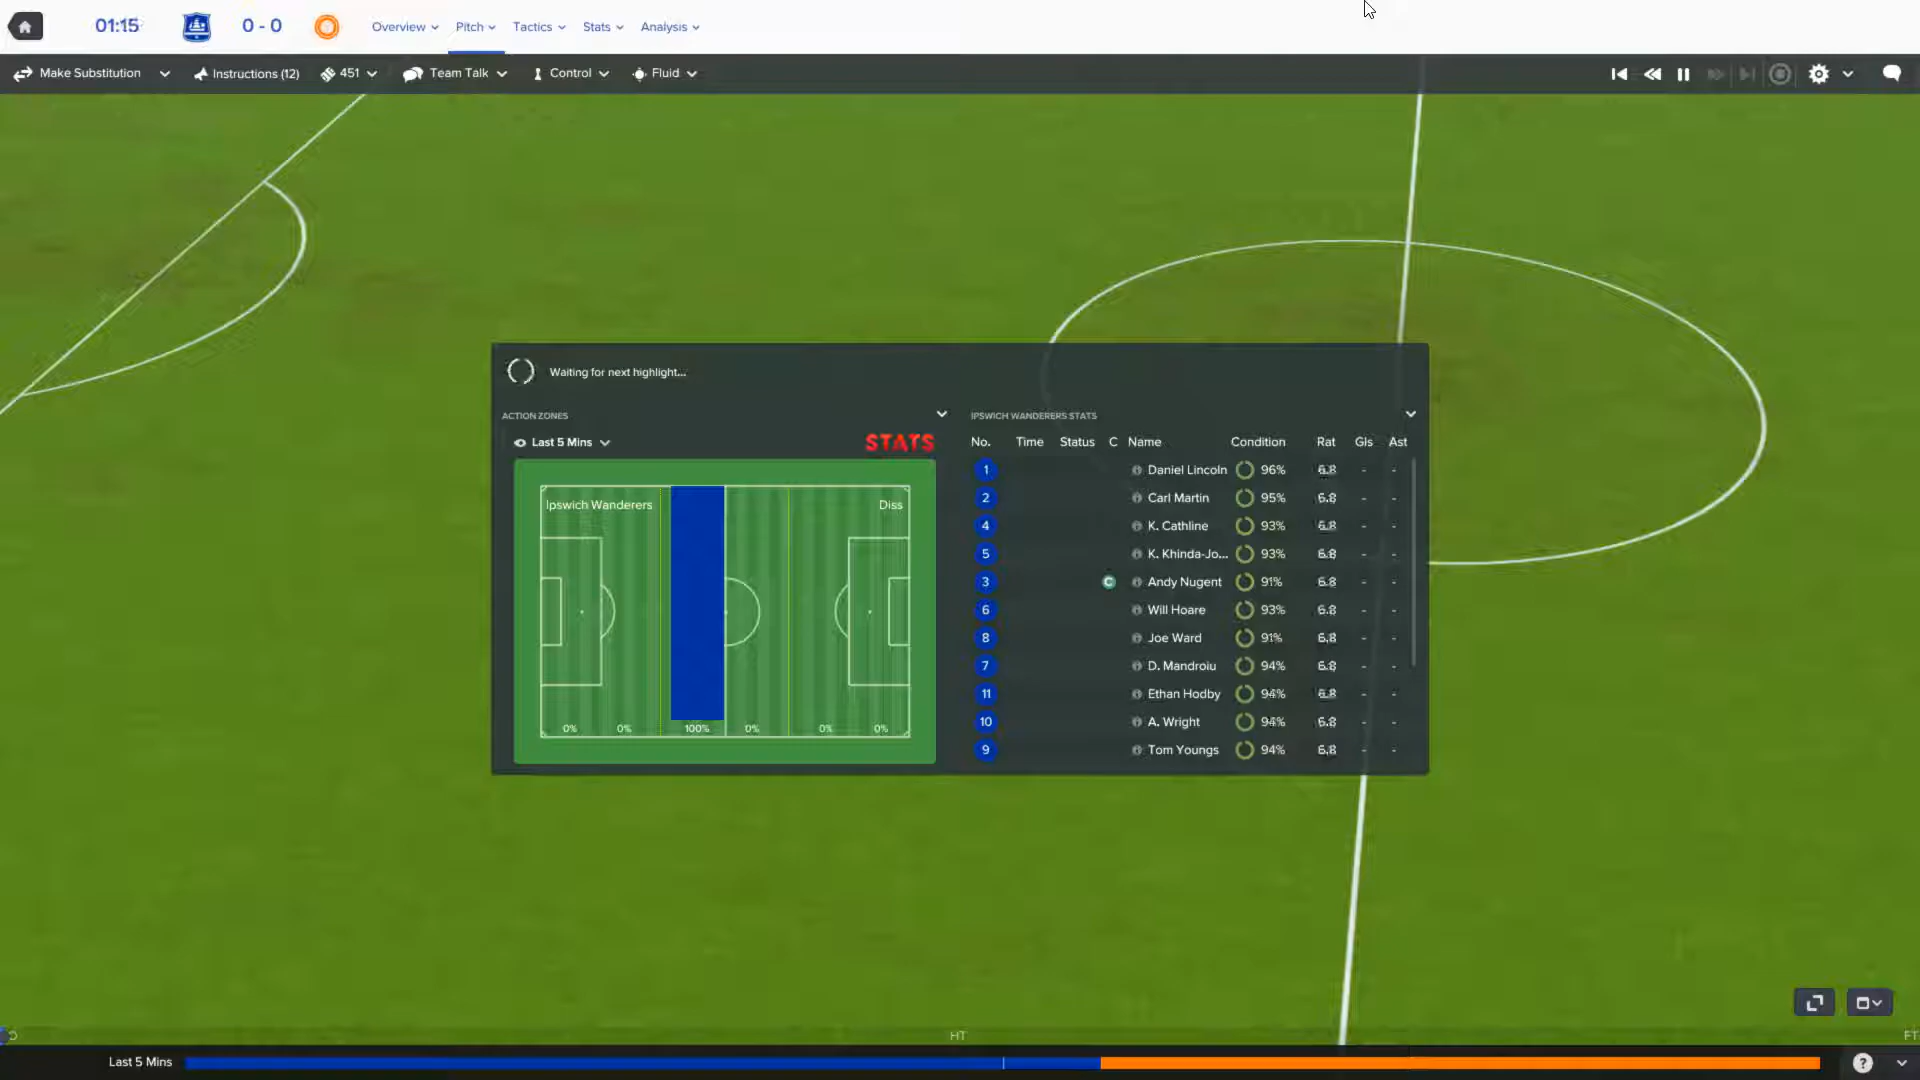 01:15
0 - 0
Overview
Pitch
Tactics
Stats
Analysis
Make Substitution
Instructions (12)
451
Team Talk
Control
Fluid
Waiting for next highlight...
ACTION ZONES
Last 5 Mins
STATS
Ipswich Wanderers
Diss
0% 0% 100% 0% 0% 0%
IPSWICH WANDERERS STATS
No. Time Status C Name Condition Rat Gls Ast
1 Daniel Lincoln 96% 6.8 - -
2 Carl Martin 95% 6.8 - -
4 K. Cathline 93% 6.8 - -
5 K. Khinda-Jo... 93% 6.8 - -
3 C Andy Nugent 91% 6.8 - -
6 Will Hoare 93% 6.8 - -
8 Joe Ward 91% 6.8 - -
7 D. Mandroiu 94% 6.8 - -
11 Ethan Hodby 94% 6.8 - -
10 A. Wright 94% 6.8 - -
9 Tom Youngs 94% 6.8 - -
HT
FT
Last 5 Mins
?